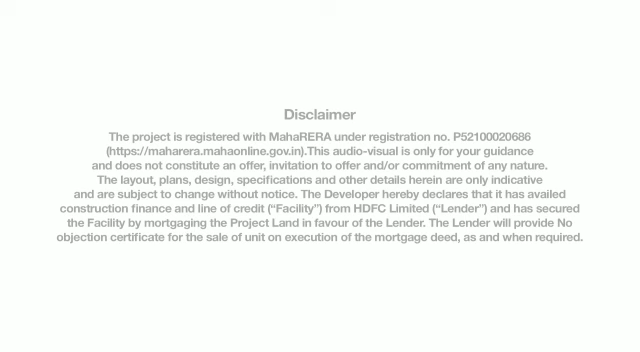 Disclaimer
The project is registered with MahaRERA under registration no. P52100020686
(https://maharera.mahaonline.gov.in).This audio-visual is only for your guidance
and does not constitute an offer, invitation to offer and/or commitment of any nature.
The layout, plans, design, specifications and other details herein are only indicative
and are subject to change without notice. The Developer hereby declares that it has availed
construction finance and line of credit (“Facility”) from HDFC Limited (“Lender”) and has secured
the Facility by mortgaging the Project Land in favour of the Lender. The Lender will provide No
objection certificate for the sale of unit on execution of the mortgage deed, as and when required.